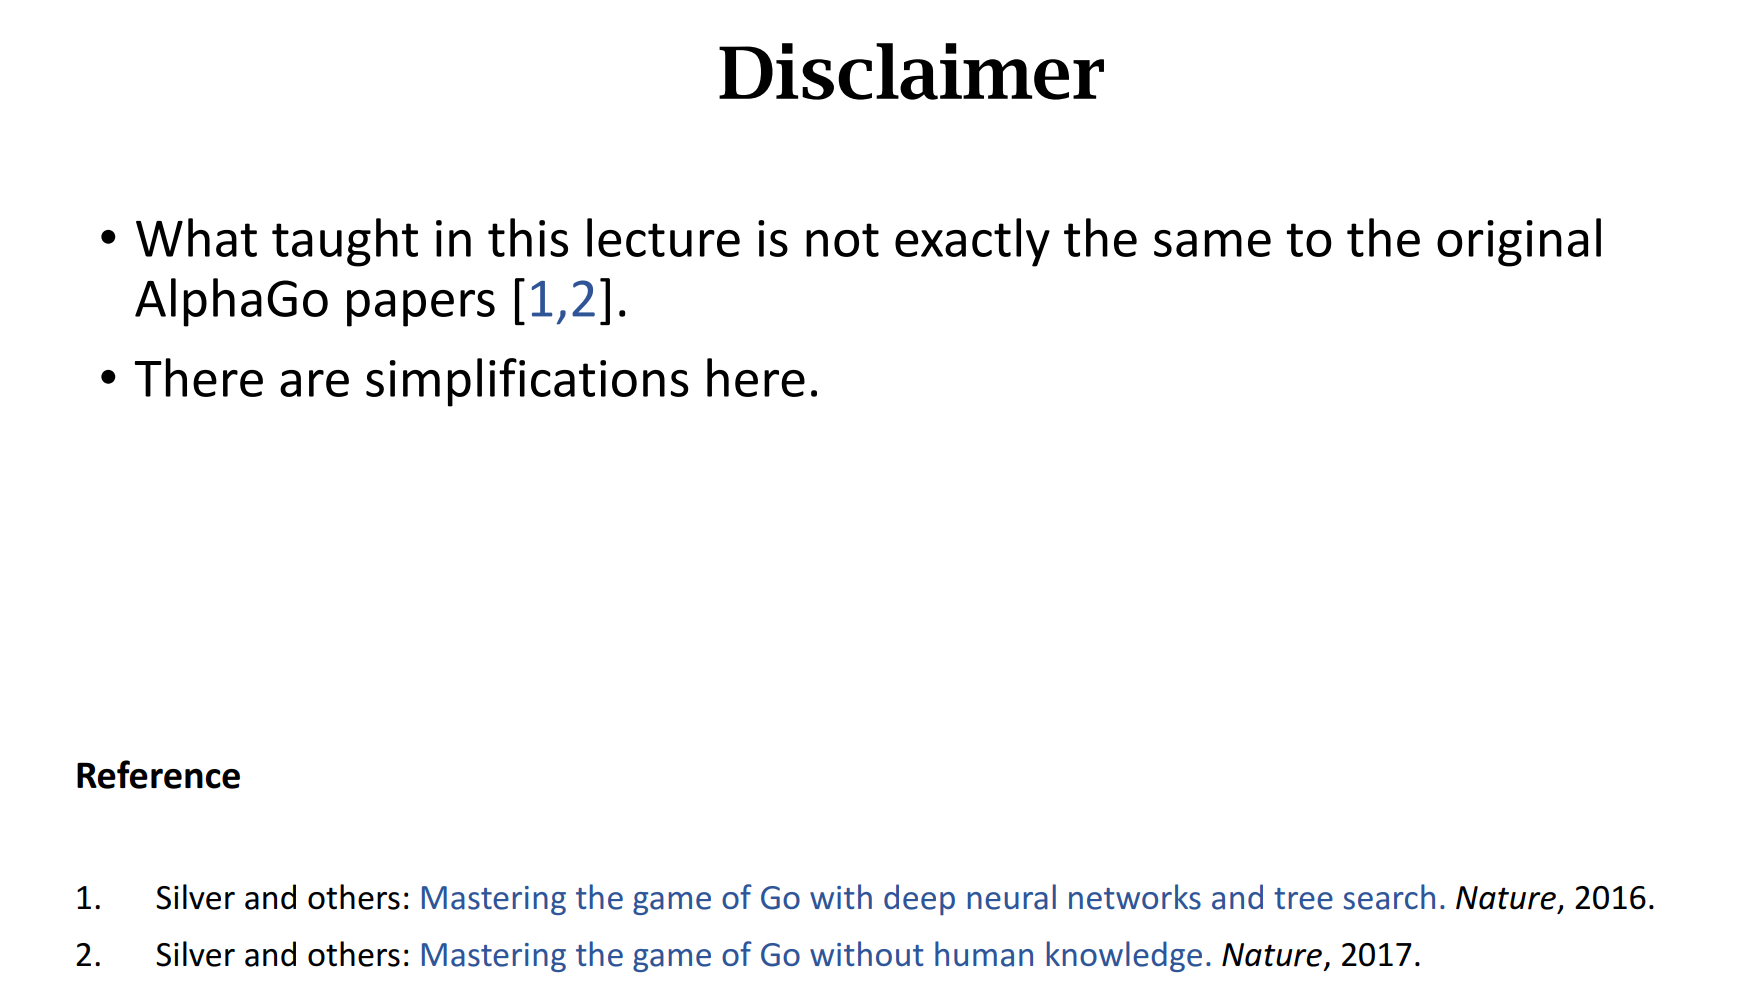 Disclaimer
• What taught in this lecture is not exactly the same to the original
AlphaGo papers [1,2].
• There are simplifications here.
Reference
1. Silver and others: Mastering the game of Go with deep neural networks and tree search. Nature, 2016.
2. Silver and others: Mastering the game of Go without human knowledge. Nature, 2017.